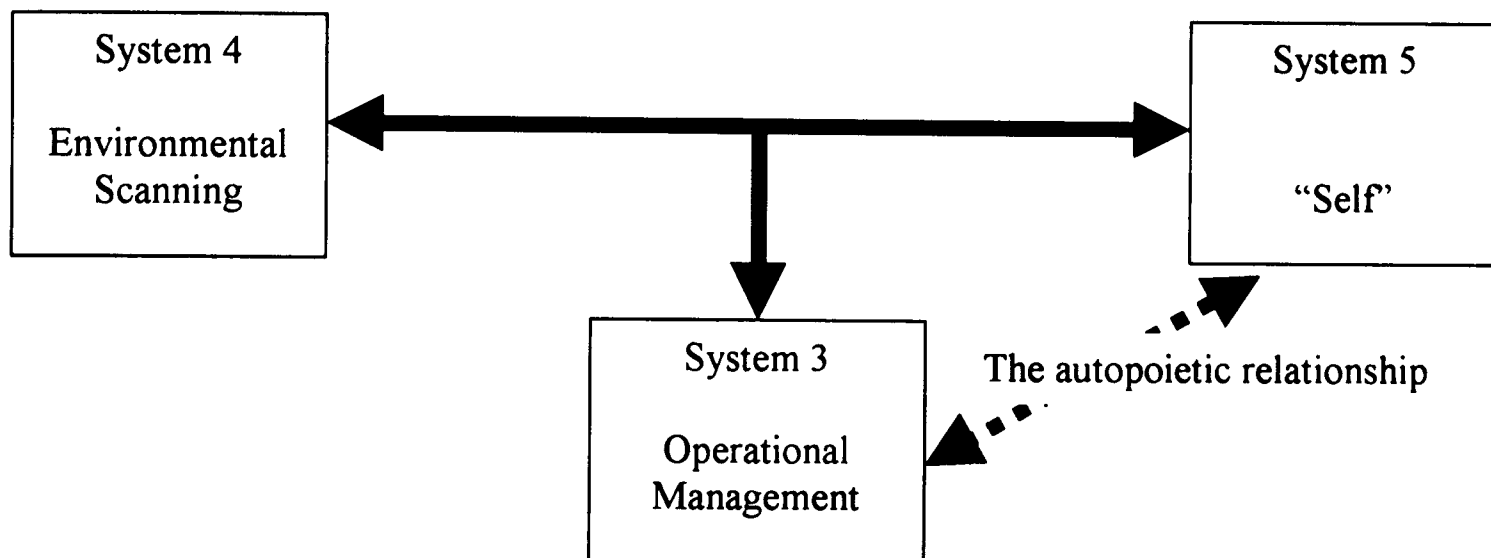 System 4
Environmental
Scanning
System 5
“Self”
System 3
Operational
Management
The autopoietic relationship